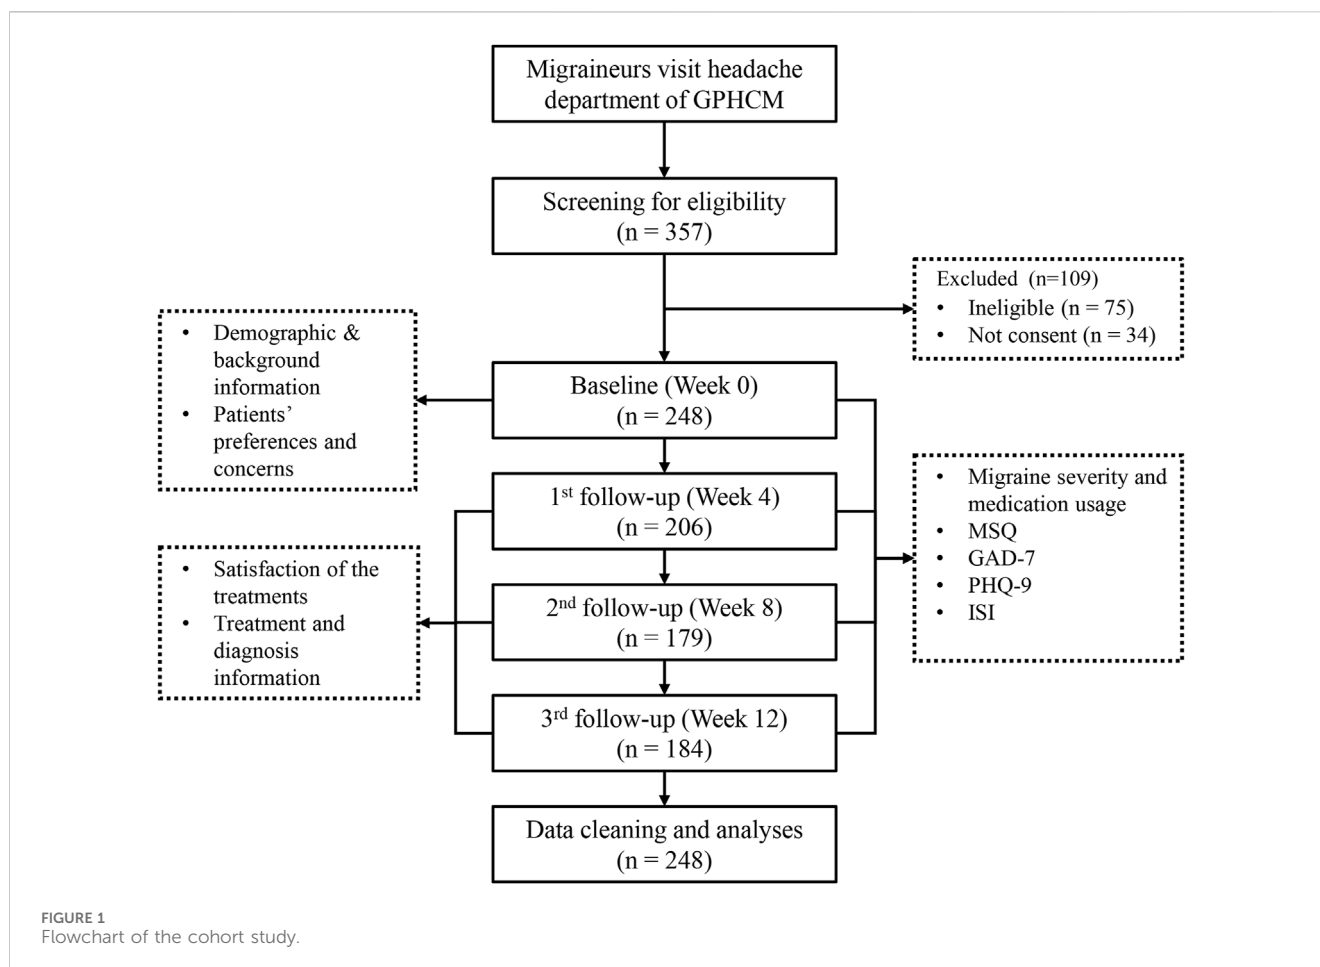 Migraineurs visit headache
department of GPHCM
Screening for eligibility
(n = 357)
Excluded (n=109)
• Ineligible (n = 75)
• Not consent (n = 34)
• Demographic &
background
information
• Patients’
preferences and
concerns
Baseline (Week 0)
(n = 248)
1st follow-up (Week 4)
(n = 206)
• Migraine severity and
medication usage
• MSQ
• GAD-7
• PHQ-9
• ISI
• Satisfaction of the
treatments
• Treatment and
diagnosis
information
2nd follow-up (Week 8)
(n = 179)
3rd follow-up (Week 12)
(n = 184)
Data cleaning and analyses
(n = 248)
FIGURE 1
Flowchart of the cohort study.